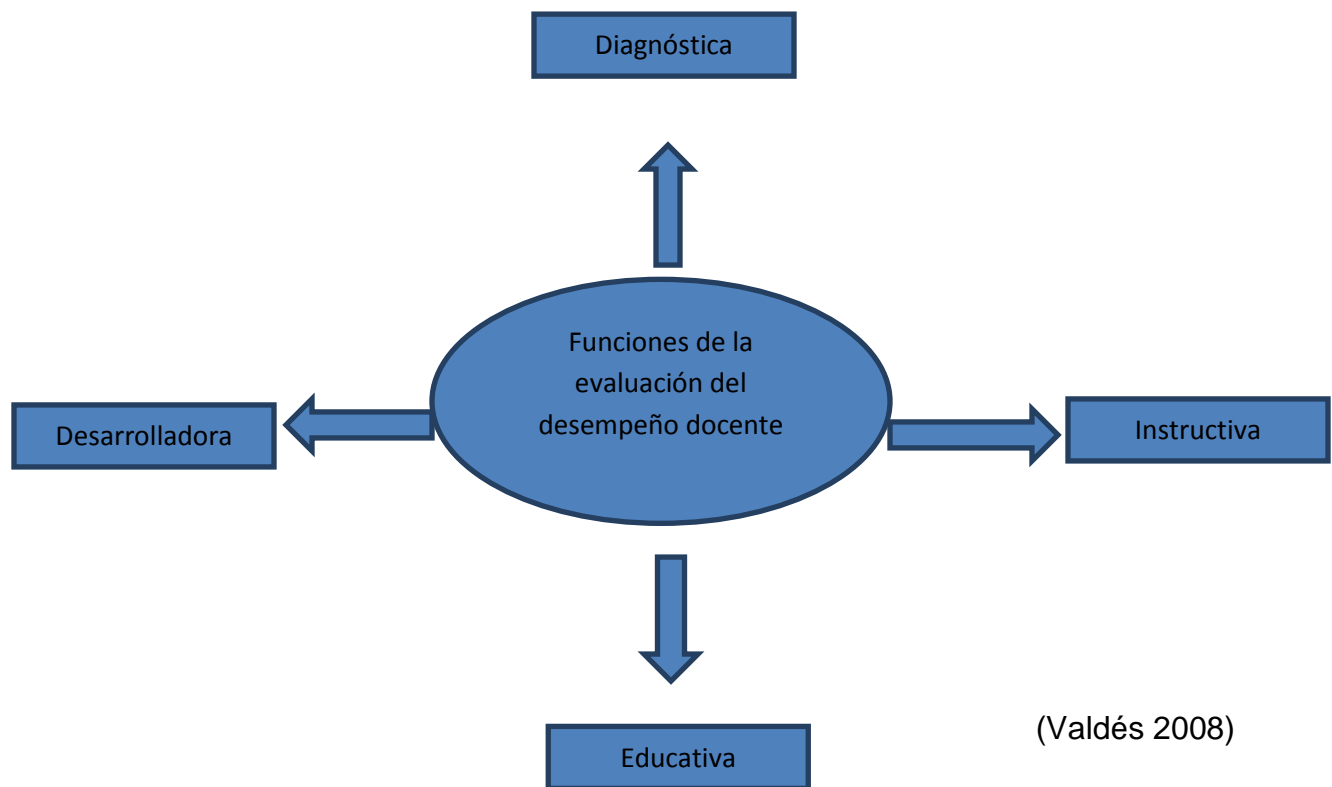 Diagnóstica
Funciones de la
evaluación del
desempeño docente
Desarrolladora
Instructiva
Educativa
(Valdés 2008)